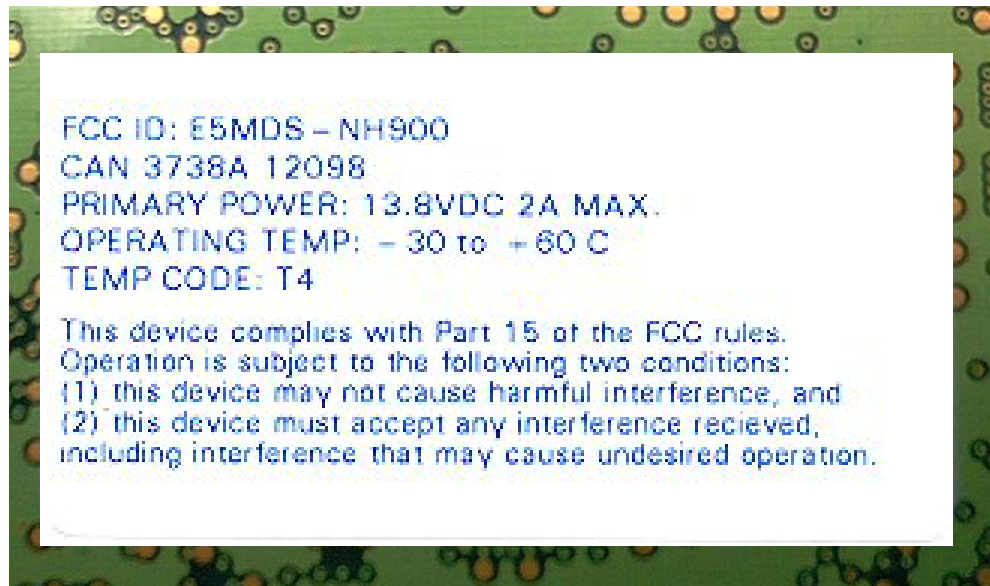 FCC ID: E5MDS – NH900
CAN 3738A 12098
PRIMARY POWER: 13.8VDC 2A MAX.
OPERATING TEMP: – 30 to + 60 C
TEMP CODE: T4
This device complies with Part 15 of the FCC rules.
Operation is subject to the following two conditions:
(1) this device may not cause harmful interference, and
(2) this device must accept any interference recieved,
including interference that may cause undesired operation.